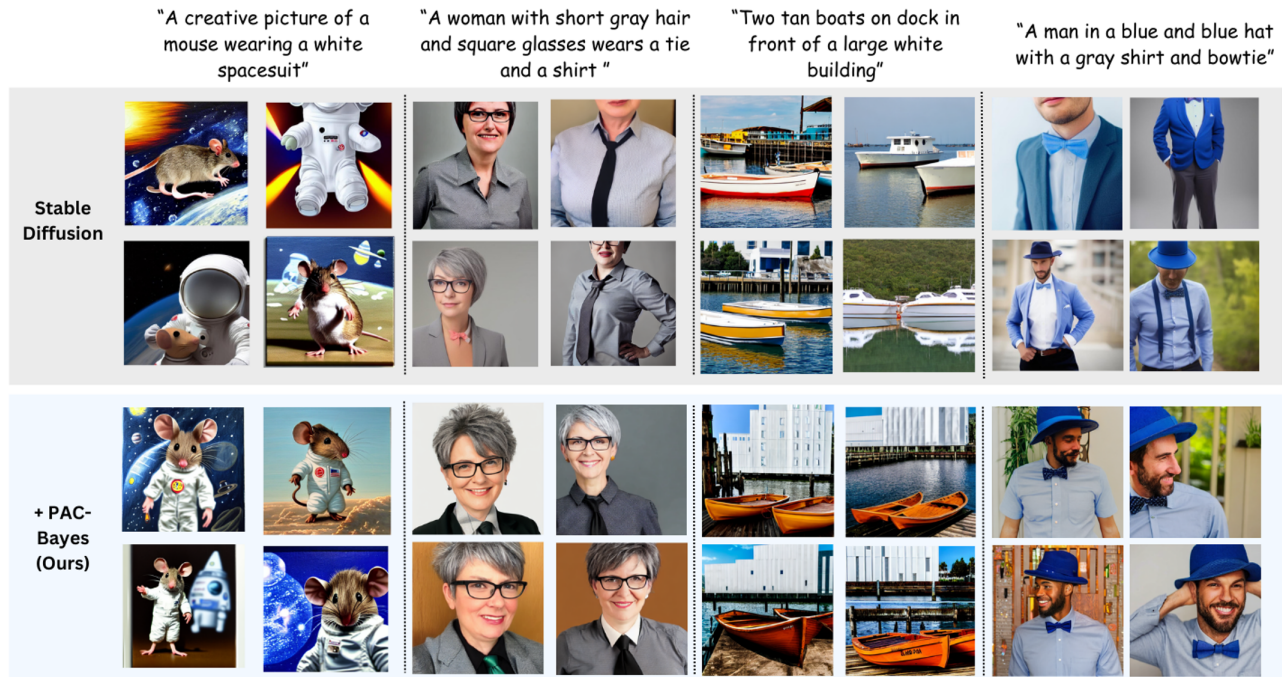 “A creative picture of a
mouse wearing a white
spacesuit”
“A woman with short gray hair
and square glasses wears a tie
and a shirt ”
“Two tan boats on dock in
front of a large white
building”
“A man in a blue and blue hat
with a gray shirt and bowtie”
Stable
Diffusion
+ PAC-
Bayes
(Ours)